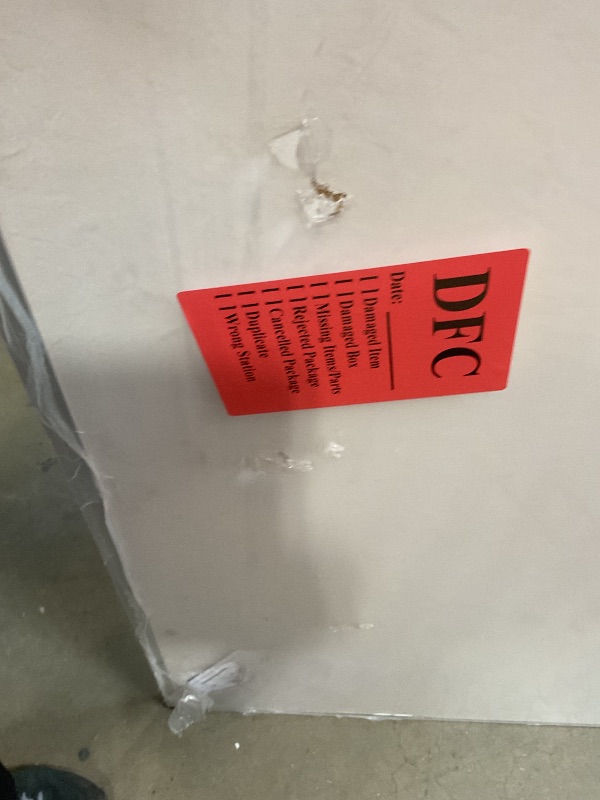 DFC
Date:
[ ] Damaged Item
[ ] Damaged Box
[ ] Missing Items/Parts
[ ] Rejected Package
[ ] Cancelled Package
[ ] Duplicate
[ ] Wrong Station